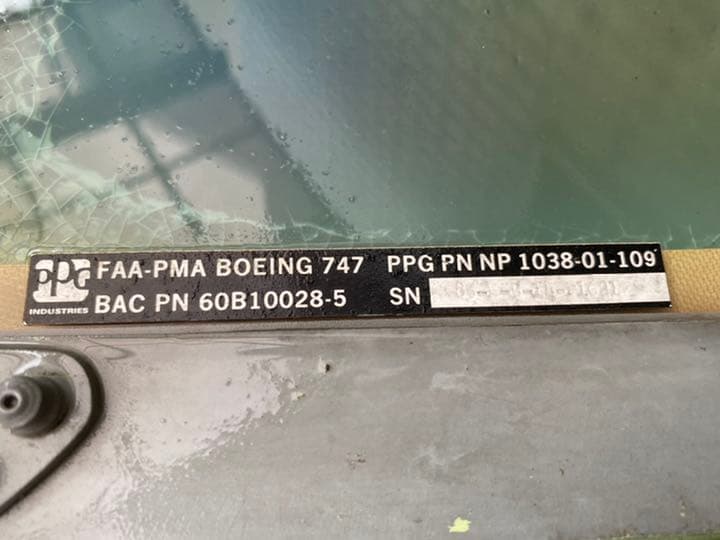 PPG INDUSTRIES
FAA-PMA BOEING 747 PPG PN NP 1038-01-109
BAC PN 60B10028-5 SN